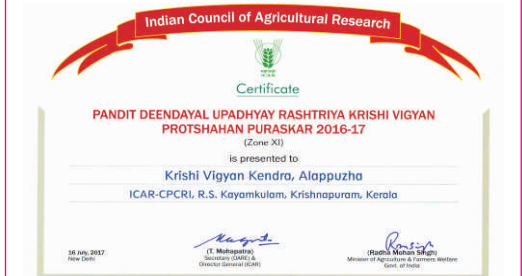 Indian Council of Agricultural Research
Certificate
PANDIT DEENDAYAL UPADHYAY RASHTRIYA KRISHI VIGYAN
PROTSHAHAN PURASKAR 2016-17
(Zone XI)
is presented to
Krishi Vigyan Kendra, Alappuzha
ICAR-CPCRI, R.S. Kayamkulam, Krishnapuram, Kerala
16 July, 2017
New Delhi
(T. Mohapatra)
Secretary (DARE) &
Director General (ICAR)
(Radha Mohan Singh)
Minister of Agriculture & Farmers Welfare
Govt. of India